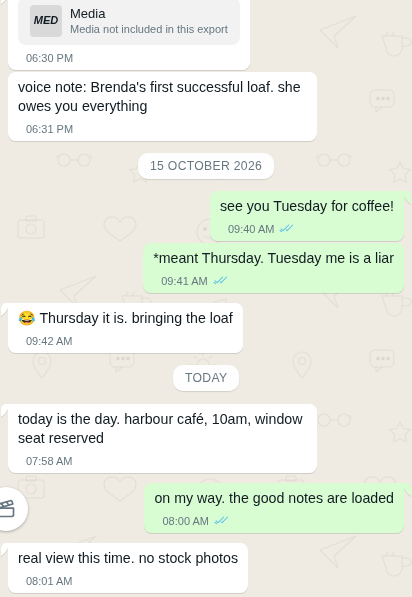 MED
Media
Media not included in this export
06:30 PM
voice note: Brenda's first loaf. she
owes you everything
06:31 PM
15 OCTOBER 2026
see you Tuesday for coffee!
09:40 AM
*meant Thursday. Tuesday me is a liar
09:41 AM
😂 Thursday it is. bringing the loaf
09:42 AM
TODAY
today is the day. harbour café, 10am, window
seat reserved
07:58 AM
on my way. the good notes are loaded
08:00 AM
real view this time. no stock photos
08:01 AM